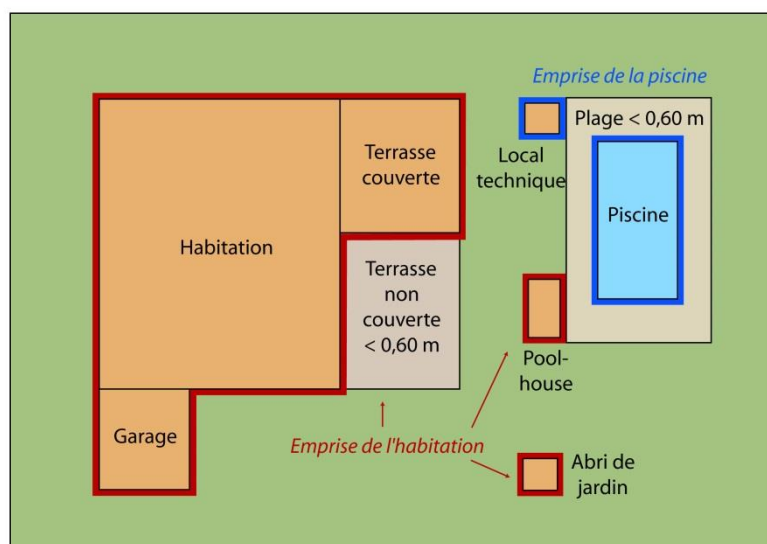 Emprise de la piscine
Plage < 0,60 m
Terrasse
couverte
Local
technique
Piscine
Habitation
Terrasse
non
couverte
< 0,60 m
Pool-
house
Garage
Emprise de l'habitation
Abri de
jardin